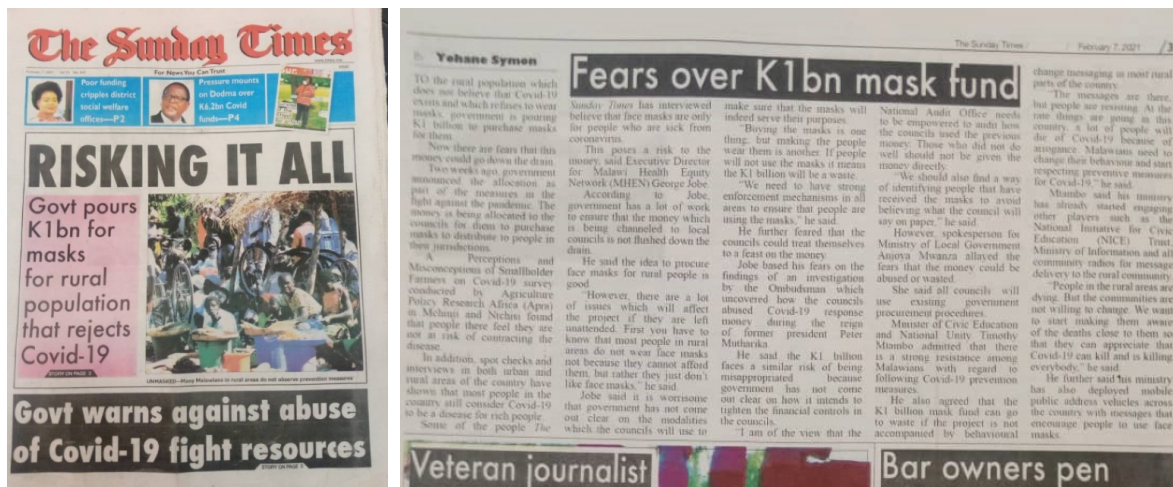 The Sunday Times
For News You Can Trust
Poor funding
cripples district
social welfare
offices—P2
Pressure mounts
on Dodma over
K6.2bn Covid
funds—P4
RISKING IT ALL
Govt pours
K1bn for
masks
for rural
population
that rejects
Covid-19
STORY ON PAGE 3
UNMASKED—Many Malawians in rural areas do not observe prevention measures
Govt warns against abuse
of Covid-19 fight resources
STORY ON PAGE
The Sunday Times
February 7, 2021
By Yohane Symon
Fears over K1bn mask fund
TO the rural population which
does not believe that Covid-19
exists and which refuses to wear
masks, government is pouring
K1 billion to purchase masks
for them.
Now there are fears that this
money could go down the drain.
Two weeks ago, government
announced the allocation as
part of the measures in the
fight against the pandemic. The
money is being allocated to the
councils for them to purchase
masks to distribute to people in
their jurisdictions.
A Perceptions and
Misconceptions of Smallholder
Farmers on Covid-19 survey
conducted by Agriculture
Policy Research Africa (Apra)
in Mchinji and Ntchisi found
that people there feel they are
not at risk of contracting the
disease.
In addition, spot checks and
interviews in both urban and
rural areas of the country have
shown that most people in the
country still consider Covid-19
to be a disease for rich people.
Some of the people The
Sunday Times has interviewed
believe that face masks are only
for people who are sick from
coronavirus.
This poses a risk to the
money, said Executive Director
for Malawi Health Equity
Network (MHEN) George Jobe.
According to Jobe,
government has a lot of work
to ensure that the money which
is being channeled to local
councils is not flushed down the
drain.
He said the idea to procure
face masks for rural people is
good.
"However, there are a lot
of issues which will affect
the project if they are left
unattended. First you have to
know that most people in rural
areas do not wear face masks
not because they cannot afford
them, but rather they just don't
like face masks," he said.
Jobe said it is worrisome
that government has not come
out clear on the modalities
which the councils will use to
make sure that the masks will
indeed serve their purposes.
"Buying the masks is one
thing, but making the people
wear them is another. If people
will not use the masks it means
the K1 billion will be a waste.
"We need to have strong
enforcement mechanisms in all
areas to ensure that people are
using the masks," he said.
He further feared that the
councils could treat themselves
to a feast on the money.
Jobe based his fears on the
findings of an investigation
by the Ombudsman which
uncovered how the councils
abused Covid-19 response
money during the reign
of former president Peter
Mutharika.
He said the K1 billion
faces a similar risk of being
misappropriated because
government has not come
out clear on how it intends to
tighten the financial controls in
the councils.
"I am of the view that the
National Audit Office needs
to be empowered to audit how
the councils used the previous
money. Those who did not do
well should not be given the
money directly.
"We should also find a way
of identifying people that have
received the masks to avoid
believing what the council will
say on paper," he said.
However, spokesperson for
Ministry of Local Government
Anjoya Mwanza allayed the
fears that the money could be
abused or wasted.
She said all councils will
use existing government
procurement procedures.
Minister of Civic Education
and National Unity Timothy
Mtambo admitted that there
is a strong resistance among
Malawians with regard to
following Covid-19 prevention
measures.
He also agreed that the
K1 billion mask fund can go
to waste if the project is not
accompanied by behavioural
change messaging in most rural
parts of the country.
"The messages are there,
but people are resisting. At the
rate things are going in this
country, a lot of people will
die of Covid-19 because of
arrogance. Malawians need to
change their behaviour and start
respecting preventive measures
for Covid-19," he said.
Mtambo said his ministry
has already started engaging
other players such as the
National Initiative for Civic
Education (NICE) Trust,
Ministry of Information and all
community radios for message
delivery to the rural community.
"People in the rural areas are
dying. But the communities are
not willing to change. We want
to start making them aware
of the deaths close to them so
that they can appreciate that
Covid-19 can kill and is killing
everybody," he said.
He further said his ministry
has also deployed mobile
public address vehicles across
the country with messages that
encourage people to use face
masks.
Veteran journalist
Bar owners pen